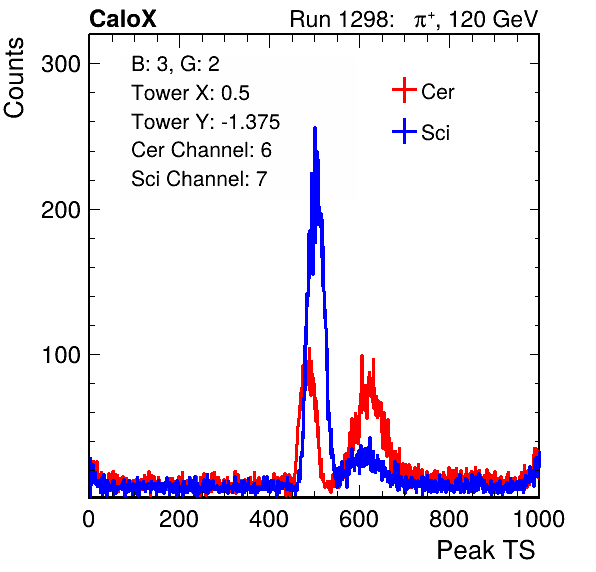 CaloX Run 1298: π⁺, 120 GeV
Counts
300
200
100
B: 3, G: 2
Tower X: 0.5
Tower Y: -1.375
Cer Channel: 6
Sci Channel: 7
Cer
Sci
0 200 400 600 800 1000
Peak TS